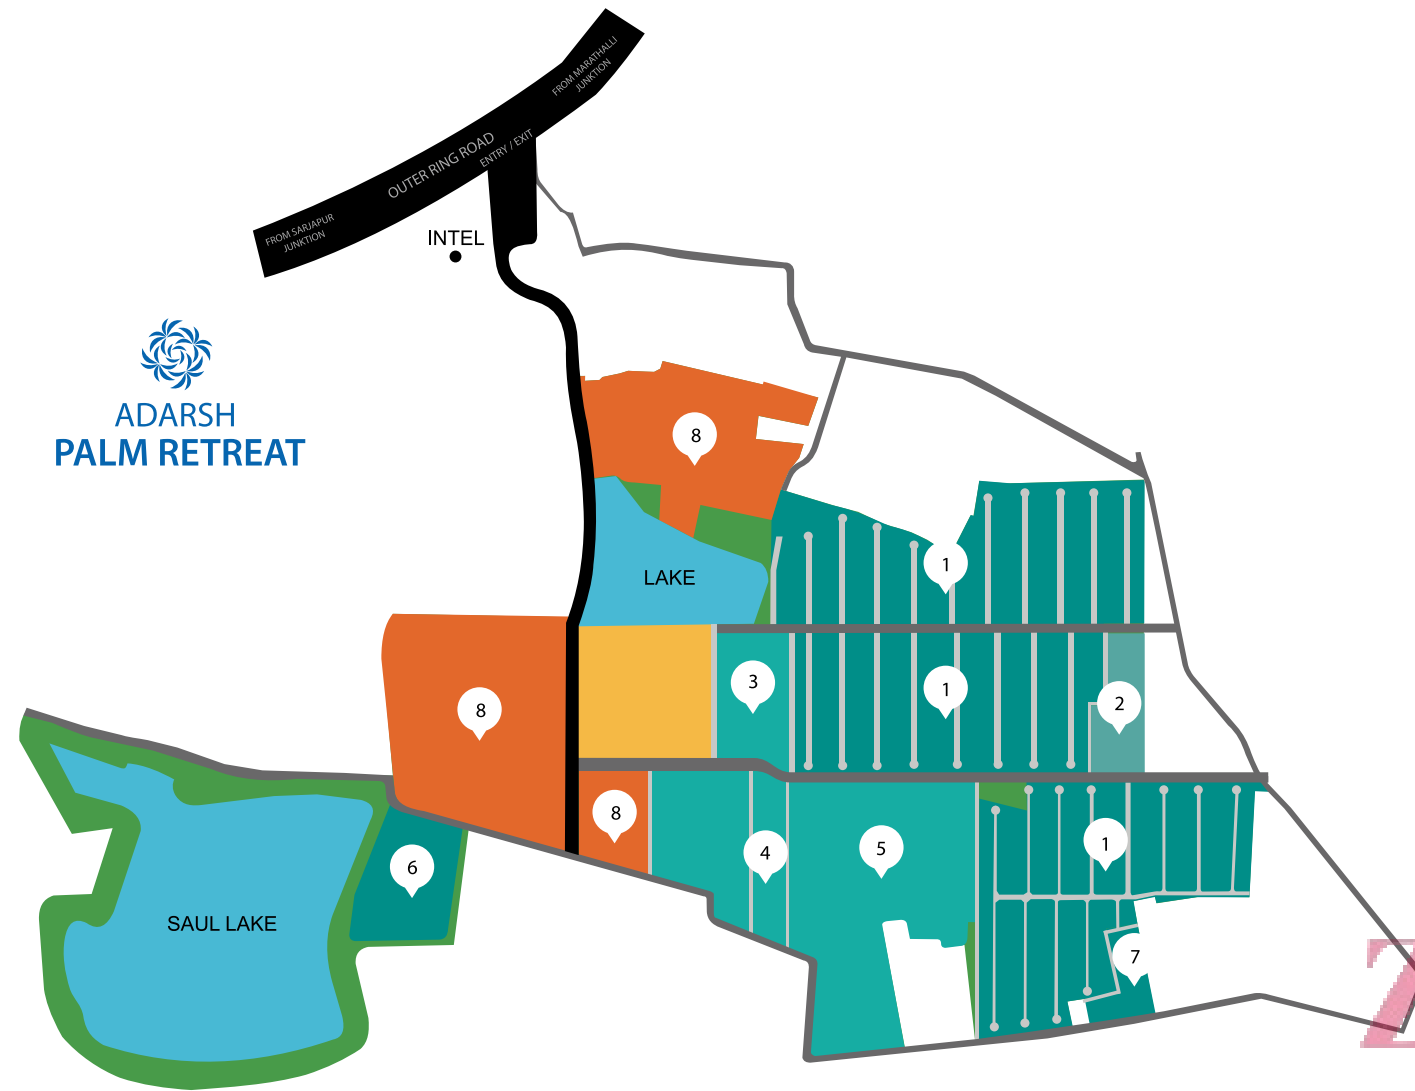 FROM MARATHALLI
JUNKTION
OUTER RING ROAD
ENTRY / EXIT
FROM SARJAPUR
JUNKTION
INTEL
ADARSH
PALM RETREAT
8
LAKE
1
3
1
2
8
8
4
5
1
6
SAUL LAKE
7